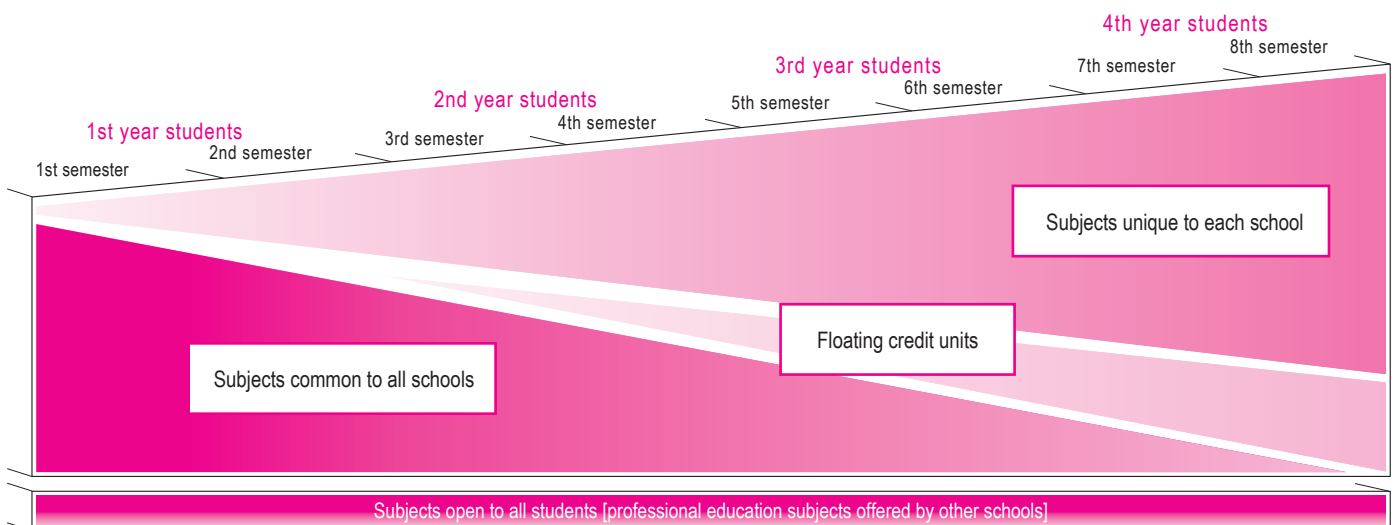 1st year students
2nd year students
3rd year students
4th year students
1st semester
2nd semester
3rd semester
4th semester
5th semester
6th semester
7th semester
8th semester
Subjects unique to each school
Floating credit units
Subjects common to all schools
Subjects open to all students [professional education subjects offered by other schools]